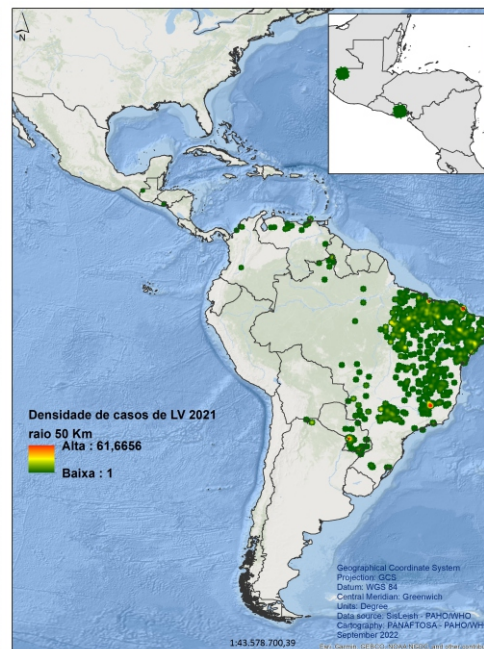 N
Densidade de casos de LV 2021
raio 50 Km
Alta : 61,6656
Baixa : 1
Geographical Coordinate System
Projection: GCS
Datum: WGS 84
Central Meridian: Greenwich
Units: Degree
Data source: SisLeish - PAHO/WHO
Cartography: PANAFTOSA - PAHO/WH
September 2022
1:43.578.700,39